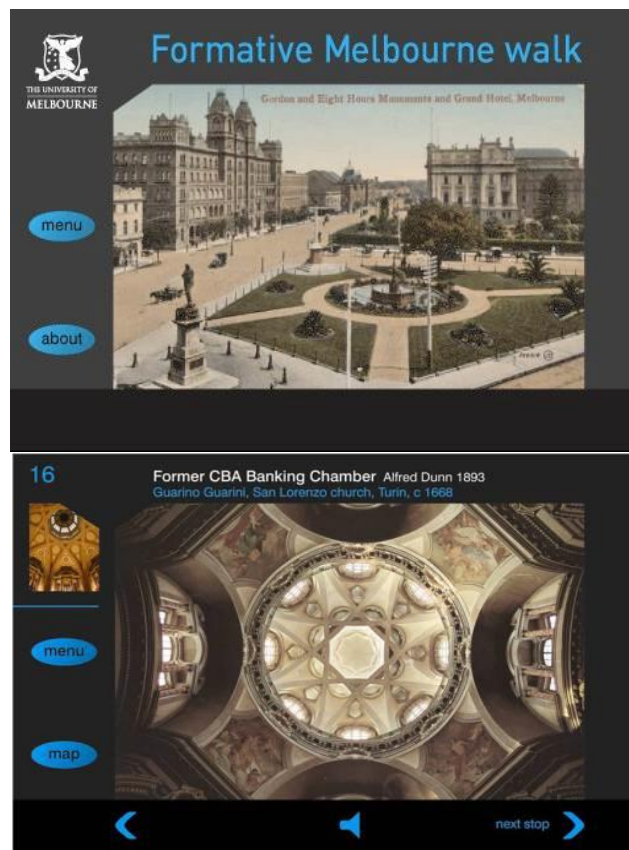 Formative Melbourne walk
THE UNIVERSITY OF
MELBOURNE
Gordon and Eight Hours Monuments and Grand Hotel, Melbourne
menu
about
16
Former CBA Banking Chamber Alfred Dunn 1893
Guarino Guarini, San Lorenzo church, Turin, c 1668
menu
map
next stop